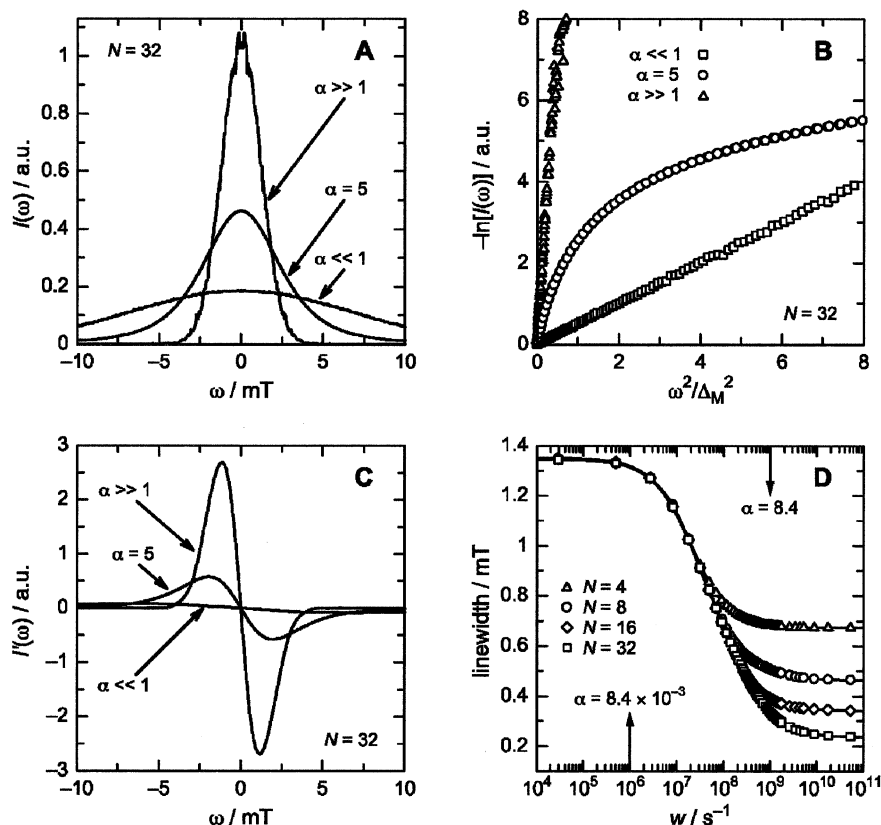 A
N = 32
α >> 1
α = 5
α << 1
I(ω) / a.u.
1
0.8
0.6
0.4
0.2
0
−10
−5
0
5
10
ω / mT
B
α << 1
α = 5
α >> 1
N = 32
−ln[I(ω)] / a.u.
8
6
4
2
0
0
2
4
6
8
ω²/Δ_M²
C
α >> 1
α = 5
α << 1
N = 32
I'(ω) / a.u.
3
2
1
0
−1
−2
−3
−10
−5
0
5
10
ω / mT
D
α = 8.4
N = 4
N = 8
N = 16
N = 32
α = 8.4 × 10⁻³
linewidth / mT
1.4
1.2
1.0
0.8
0.6
0.4
0.2
10⁴
10⁵
10⁶
10⁷
10⁸
10⁹
10¹⁰
10¹¹
w / s⁻¹